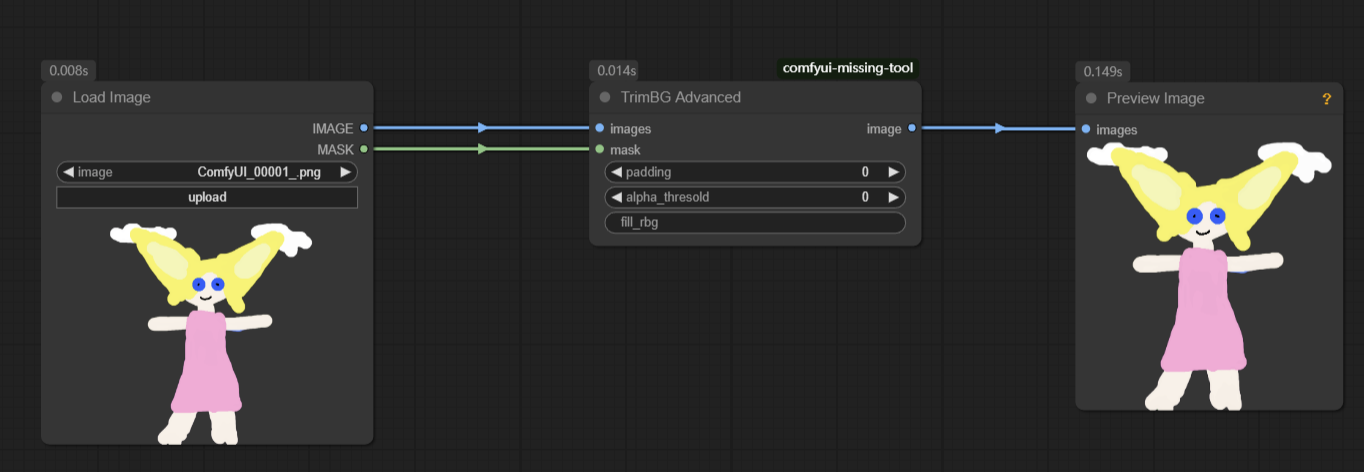 0.008s
Load Image
IMAGE
MASK
image ComfyUI_00001_.png
upload
0.014s
comfyui-missing-tool
TrimBG Advanced
images image
mask
padding 0
alpha_thresold 0
fill_rbg
0.149s
Preview Image ?
images